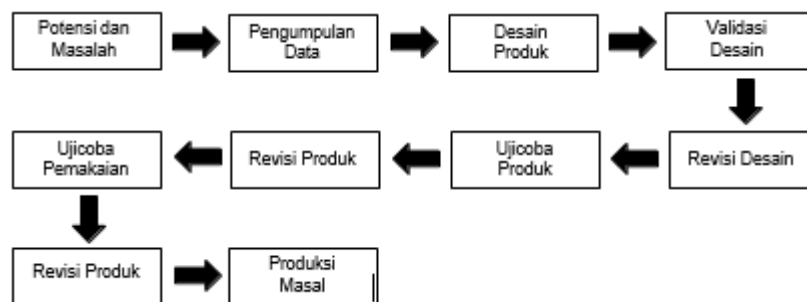 Potensi dan
Masalah
Pengumpulan
Data
Desain
Produk
Validasi
Desain
Revisi Desain
Ujicoba
Produk
Revisi Produk
Ujicoba
Pemakaian
Revisi Produk
Produksi
Masal